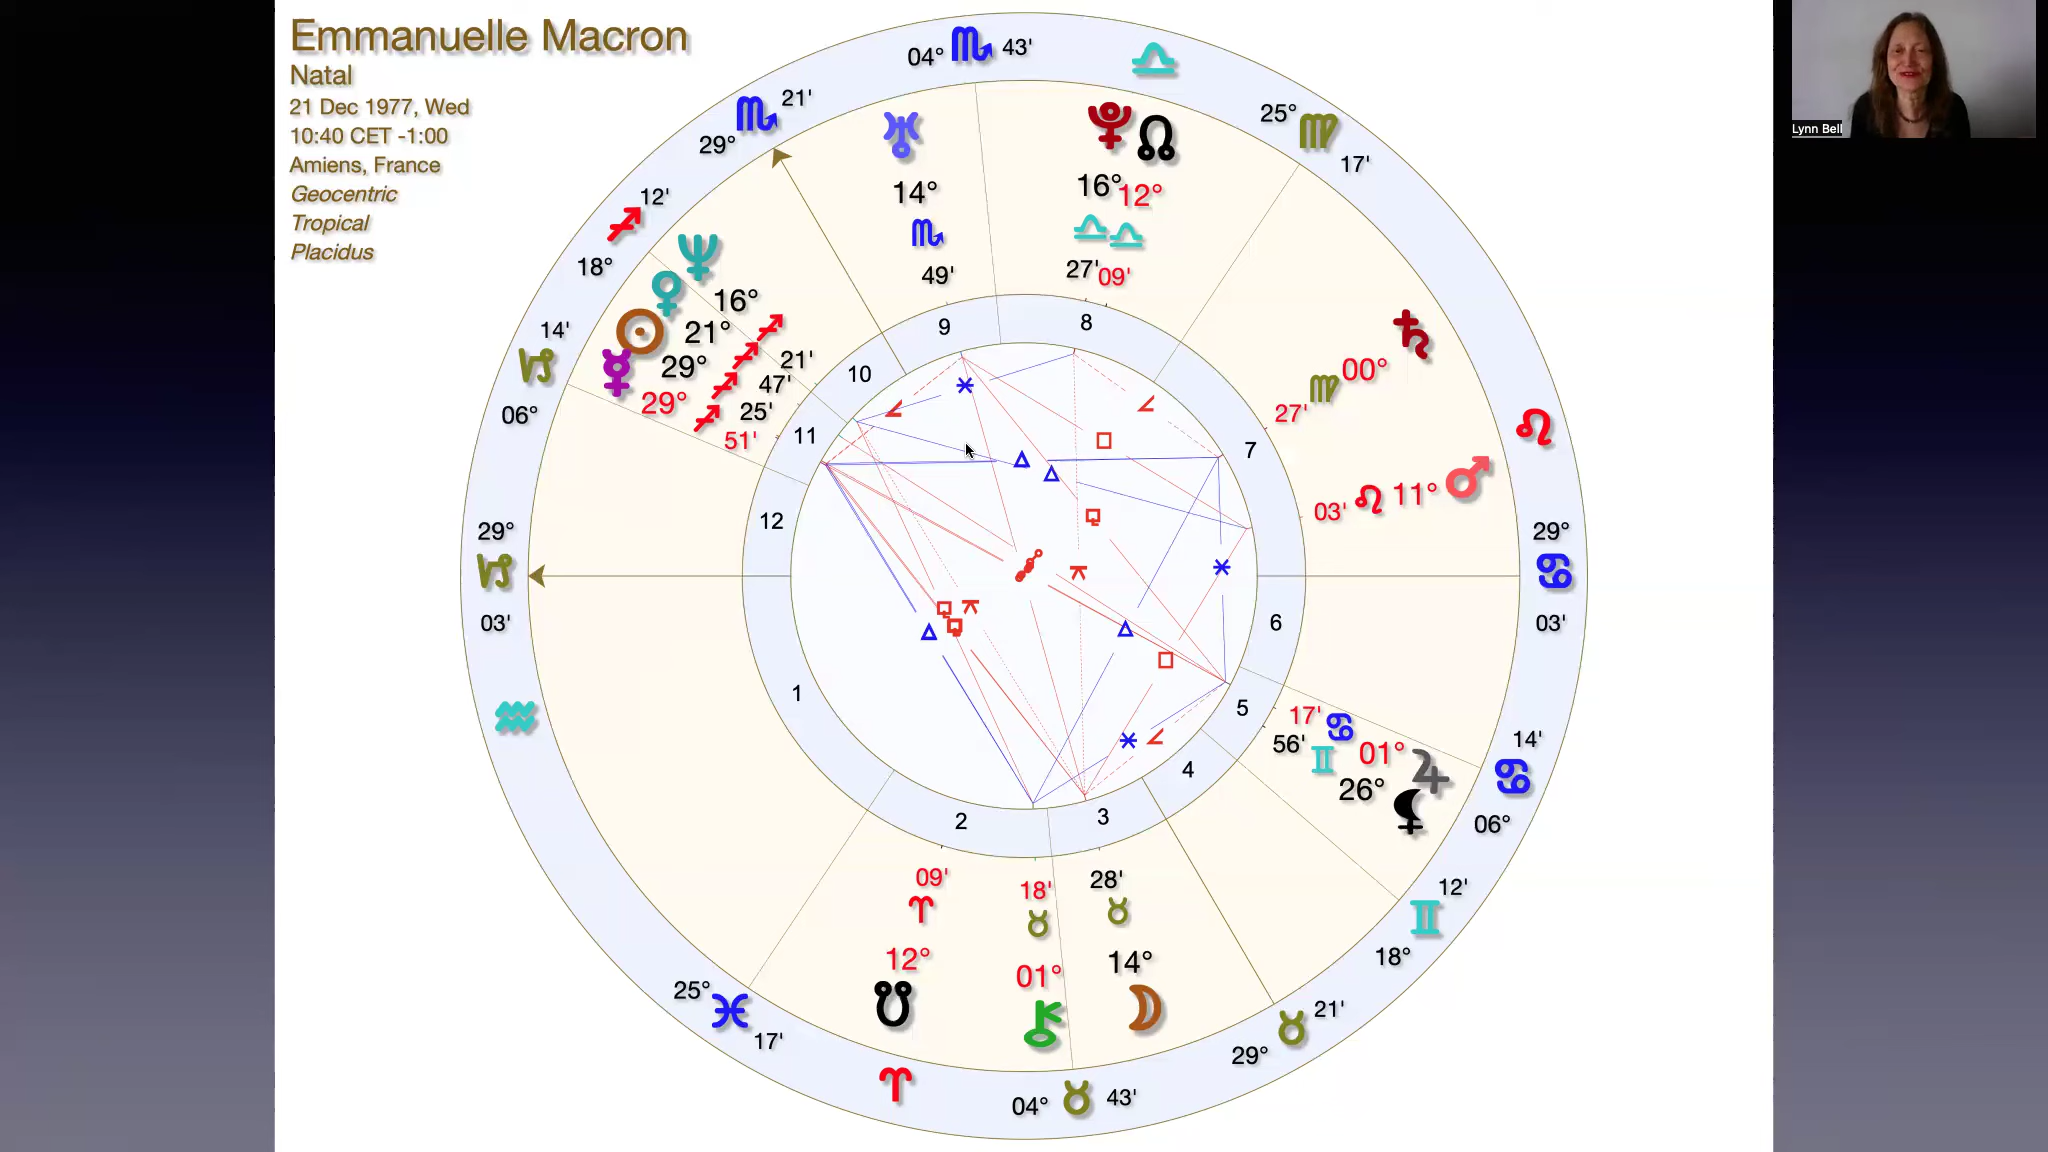 Emmanuelle Macron
Natal
21 Dec 1977, Wed
10:40 CET -1:00
Amiens, France
Geocentric
Tropical
Placidus
Lynn Bell
04° ♏ 43'
♎
25° ♍ 17'
♌
29° ♋ 03'
14' ♋ 06°
12' ♊ 18°
21' ♉ 29°
04° ♉ 43'
♈
25° ♓ 17'
♒
29° ♑ 03'
14' ♑ 06°
12' ♐ 18°
21' ♏ 29°
♅ 14° ♏ 49'
♇ 16° ♎ 27'
☊ 12° ♎ 09'
♄ 00° ♍ 27'
♂ 11° ♌ 03'
♃ 01° ♋ 17'
⚸ 26° ♊ 56'
☽ 14° ♉ 28'
⚷ 01° ♉ 18'
☋ 12° ♈ 09'
♆ 16° ♐ 21'
♀ 21° ♐ 47'
☉ 29° ♐ 25'
☿ 29° ♐ 51'
1
2
3
4
5
6
7
8
9
10
11
12